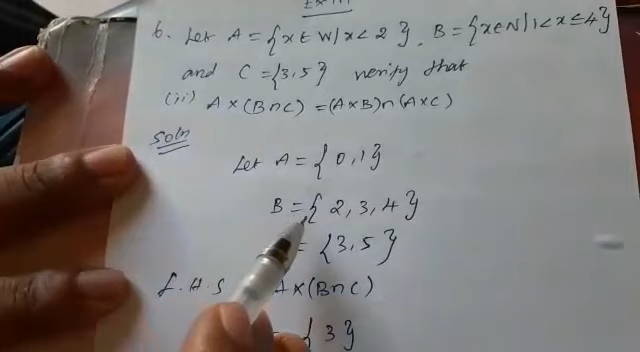 6. Let A = {x ∈ W / x < 2}, B = {x ∈ N / 1 < x ≤ 4}
and C = {3,5} verify that
(ii) A×(B∩C) = (A×B)∩(A×C)
Soln
Let A = {0,1}
B = {2,3,4}
= {3,5}
L.H.S A×(B∩C)
{3}